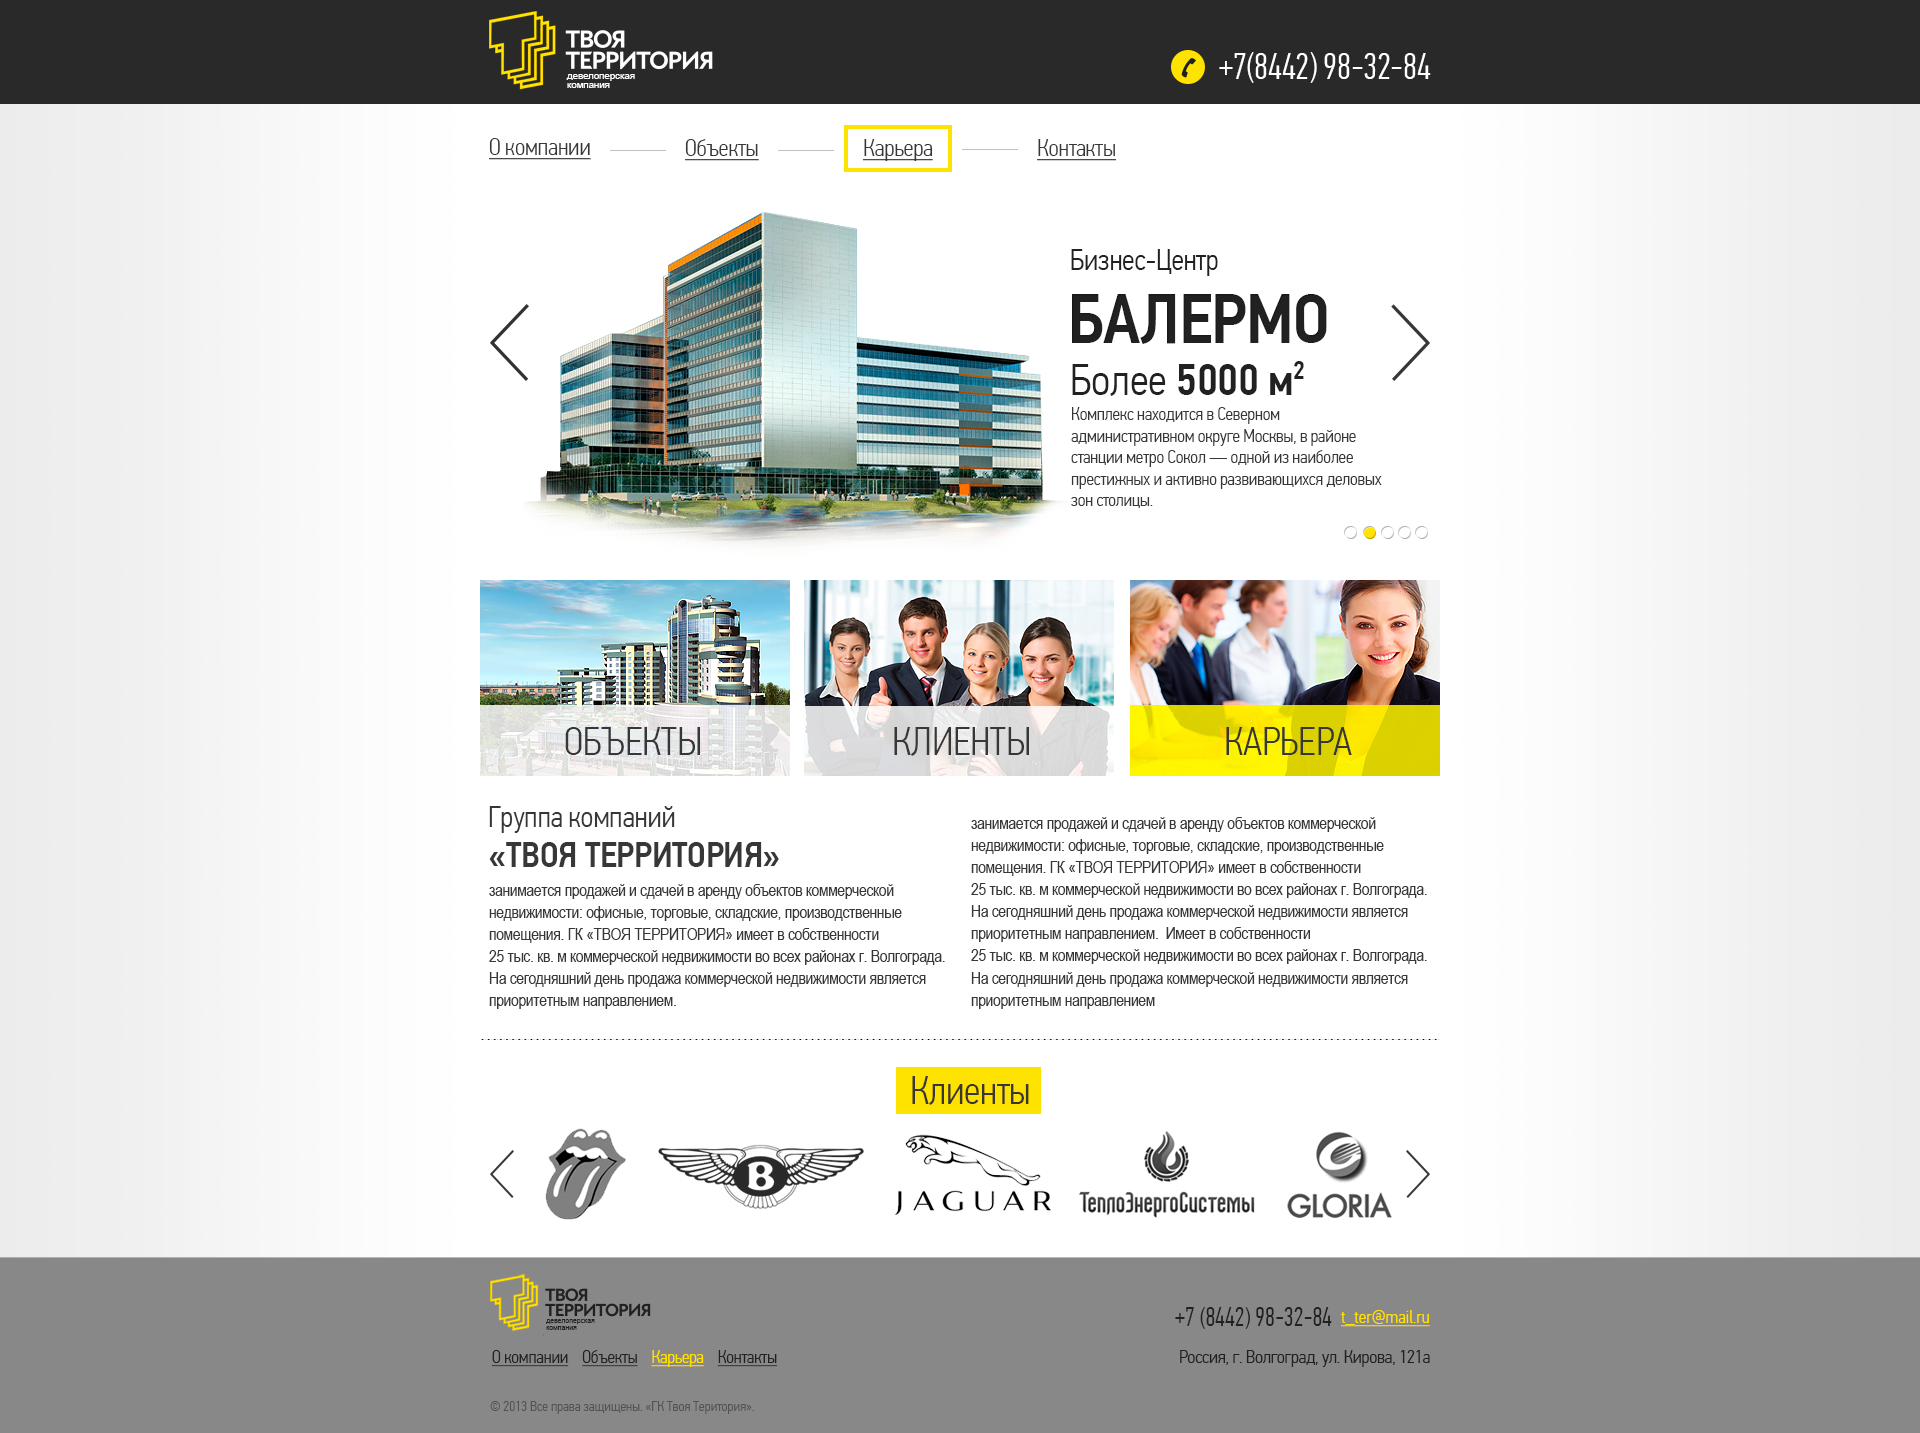 ТВОЯ
ТЕРРИТОРИЯ
девелоперская
компания
+7(8442) 98-32-84
О компании
Объекты
Карьера
Контакты
Бизнес-Центр
БАЛЕРМО
Более 5000 м²
Комплекс находится в Северном
административном округе Москвы, в районе
станции метро Сокол — одной из наиболее
престижных и активно развивающихся деловых
зон столицы.
ОБЪЕКТЫ
КЛИЕНТЫ
КАРЬЕРА
Группа компаний
«ТВОЯ ТЕРРИТОРИЯ»
занимается продажей и сдачей в аренду объектов коммерческой
недвижимости: офисные, торговые, складские, производственные
помещения. ГК «ТВОЯ ТЕРРИТОРИЯ» имеет в собственности
25 тыс. кв. м коммерческой недвижимости во всех районах г. Волгограда.
На сегодняшний день продажа коммерческой недвижимости является
приоритетным направлением.
занимается продажей и сдачей в аренду объектов коммерческой
недвижимости: офисные, торговые, складские, производственные
помещения. ГК «ТВОЯ ТЕРРИТОРИЯ» имеет в собственности
25 тыс. кв. м коммерческой недвижимости во всех районах г. Волгограда.
На сегодняшний день продажа коммерческой недвижимости является
приоритетным направлением.  Имеет в собственности
25 тыс. кв. м коммерческой недвижимости во всех районах г. Волгограда.
На сегодняшний день продажа коммерческой недвижимости является
приоритетным направлением
Клиенты
B
JAGUAR
ТеплоЭнергоСистемы
GLORIA
ТВОЯ
ТЕРРИТОРИЯ
девелоперская
компания
+7 (8442) 98-32-84 t_ter@mail.ru
О компании
Объекты
Карьера
Контакты
Россия, г. Волгоград, ул. Кирова, 121а
© 2013 Все права защищены. «ГК Твоя Територия».